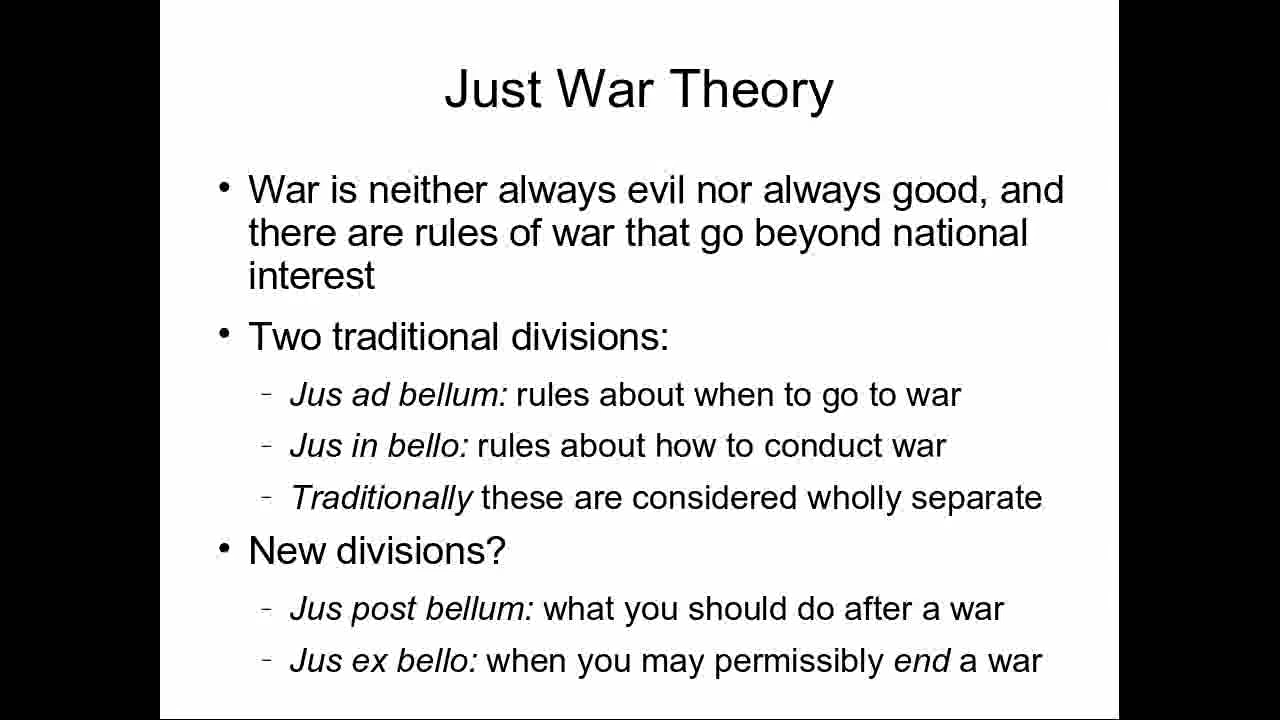 Just War Theory
• War is neither always evil nor always good, and
there are rules of war that go beyond national
interest
• Two traditional divisions:
– Jus ad bellum: rules about when to go to war
– Jus in bello: rules about how to conduct war
– Traditionally these are considered wholly separate
• New divisions?
– Jus post bellum: what you should do after a war
– Jus ex bello: when you may permissibly end a war